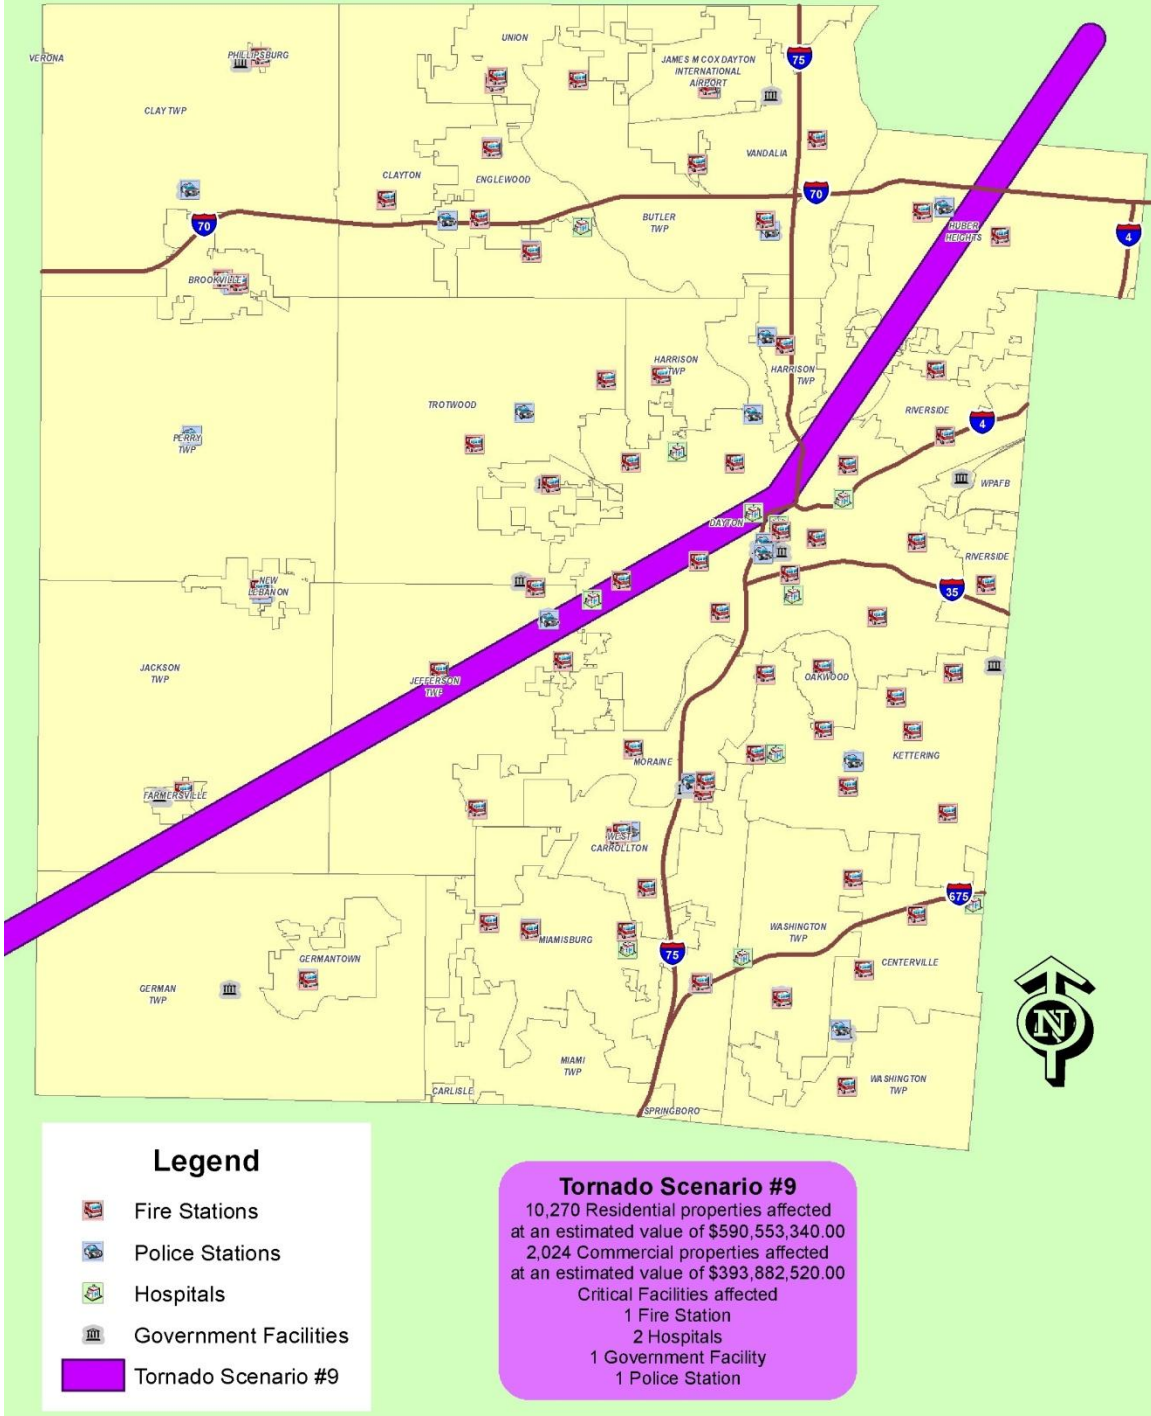 UNION
JAMES M COX DAYTON
INTERNATIONAL
AIRPORT
75
VERONA
PHILLIPSBURG
CLAY TWP
VANDALIA
CLAYTON
ENGLEWOOD
70
70
BUTLER
TWP
HUBER
HEIGHTS
4
BROOKVILLE
HARRISON
TWP
HARRISON
TWP
TROTWOOD
RIVERSIDE
4
PERRY
TWP
WPAFB
DAYTON
RIVERSIDE
NEW
LEBANON
35
JACKSON
TWP
JEFFERSON
TWP
OAKWOOD
MORAINE
KETTERING
FARMERSVILLE
WEST
CARROLLTON
675
WASHINGTON
TWP
MIAMISBURG
75
GERMANTOWN
CENTERVILLE
GERMAN
TWP
N
MIAMI
TWP
CARLISLE
WASHINGTON
TWP
SPRINGBORO
Legend
Fire Stations
Police Stations
Hospitals
Government Facilities
Tornado Scenario #9
Tornado Scenario #9
10,270 Residential properties affected
at an estimated value of $590,553,340.00
2,024 Commercial properties affected
at an estimated value of $393,882,520.00
Critical Facilities affected
1 Fire Station
2 Hospitals
1 Government Facility
1 Police Station